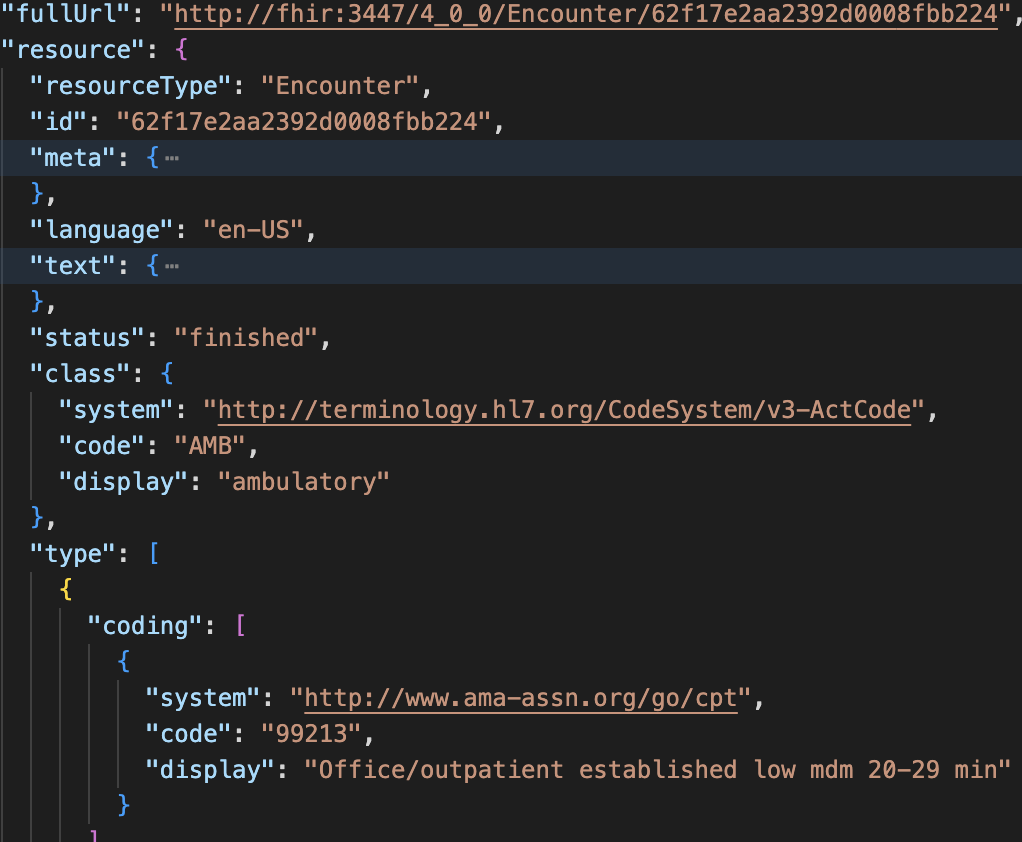 "fullUrl": "http://fhir:3447/4_0_0/Encounter/62f17e2aa2392d0008fbb224",
"resource": {
"resourceType": "Encounter",
"id": "62f17e2aa2392d0008fbb224",
"meta": {…
},
"language": "en-US",
"text": {…
},
"status": "finished",
"class": {
"system": "http://terminology.hl7.org/CodeSystem/v3-ActCode",
"code": "AMB",
"display": "ambulatory"
},
"type": [
{
"coding": [
{
"system": "http://www.ama-assn.org/go/cpt",
"code": "99213",
"display": "Office/outpatient established low mdm 20-29 min"
}
]